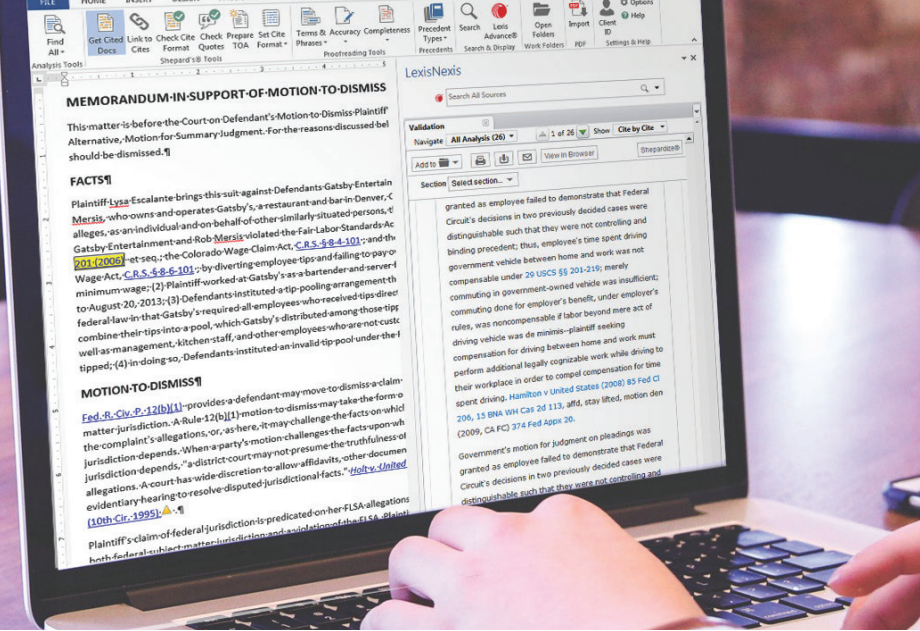 FILE HOME INSERT
Find All
Get Cited Docs
Link to Cites
Check Cite Format
Check Quotes
Prepare TOA
Set Cite Format
Terms & Phrases
Accuracy
Completeness
Precedent Types
Search
Lexis Advance®
Open Folders
Import
Client ID
Options
Help
Analysis Tools
Shepard's® Tools
Proofreading Tools
Precedents
Search & Display
Work Folders
PDF
Settings & Help
MEMORANDUM IN SUPPORT OF MOTION TO DISMISS
This matter is before the Court on Defendant's Motion to Dismiss Plaintiff'
Alternative, Motion for Summary Judgment. For the reasons discussed bel
should be dismissed.¶
FACTS¶
Plaintiff Lysa Escalante brings this suit against Defendants Gatsby Entertain
Mersis, who owns and operates Gatsby's, a restaurant and bar in Denver, C
alleges, as an individual and on behalf of other similarly situated persons, t
Gatsby Entertainment and Rob Mersis violated the Fair Labor Standards Ac
201 (2006) et seq.; the Colorado Wage Claim Act, C.R.S. § 8-4-101; and the
Wage Act, C.R.S. § 8-6-101; by diverting employee tips and failing to pay o
minimum wage; (2) Plaintiff worked at Gatsby's as a bartender and server f
to August 20, 2013; (3) Defendants instituted a tip pooling arrangement th
federal law in that Gatsby's required all employees who received tips direct
combine their tips into a pool, which Gatsby's distributed among those tipp
well as management, kitchen staff, and other employees who are not custo
tipped; (4) in doing so, Defendants instituted an invalid tip pool under the F
MOTION TO DISMISS¶
Fed. R. Civ. P. 12(b)(1) provides a defendant may move to dismiss a claim
matter jurisdiction. A Rule 12(b)(1) motion to dismiss may take the form o
the complaint's allegations, or, as here, it may challenge the facts on which
jurisdiction depends. When a party's motion challenges the facts upon wh
jurisdiction depends, "a district court may not presume the truthfulness of
allegations. A court has wide discretion to allow affidavits, other documen
evidentiary hearing to resolve disputed jurisdictional facts." Holt v. United
(10th Cir. 1995). ¶
Plaintiff's claim of federal jurisdiction is predicated on her FLSA allegations
both federal subject matter jurisdiction and a violation of the FLSA. Plainti
LexisNexis
Search All Sources
Validation
Navigate All Analysis (26) 1 of 26 Show Cite by Cite
Add to View in Browser Shepardize®
Section Select section...
granted as employee failed to demonstrate that Federal
Circuit's decisions in two previously decided cases were
distinguishable such that they were not controlling and
binding precedent; thus, employee's time spent driving
government vehicle between home and work was not
compensable under 29 USCS §§ 201-219; merely
commuting in government-owned vehicle was insufficient;
commuting done for employer's benefit, under employer's
rules, was noncompensable if labor beyond mere act of
driving vehicle was de minimis--plaintiff seeking
compensation for driving between home and work must
perform additional legally cognizable work while driving to
their workplace in order to compel compensation for time
spent driving. Hamilton v United States (2008) 85 Fed Cl
206, 15 BNA WH Cas 2d 113, affd, stay lifted, motion den
(2009, CA FC) 374 Fed Appx 20.
Government's motion for judgment on pleadings was
granted as employee failed to demonstrate that Federal
Circuit's decisions in two previously decided cases were
distinguishable such that they were not controlling and